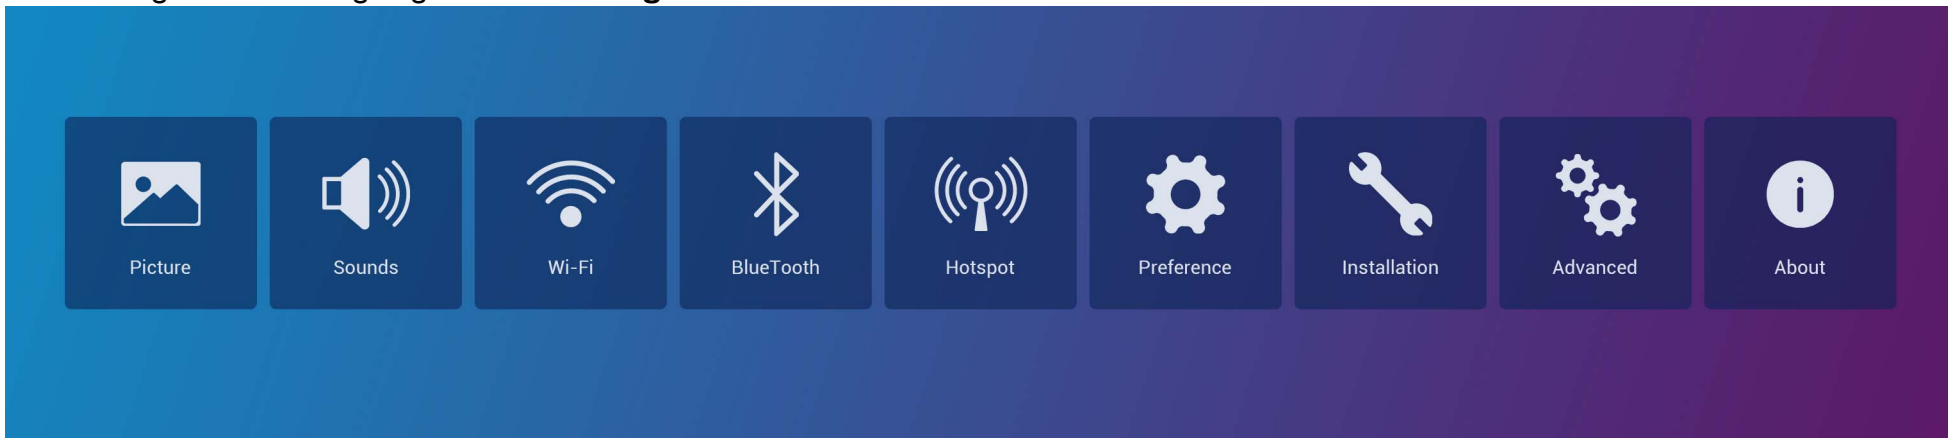 Picture
Sounds
Wi-Fi
BlueTooth
Hotspot
Preference
Installation
Advanced
About